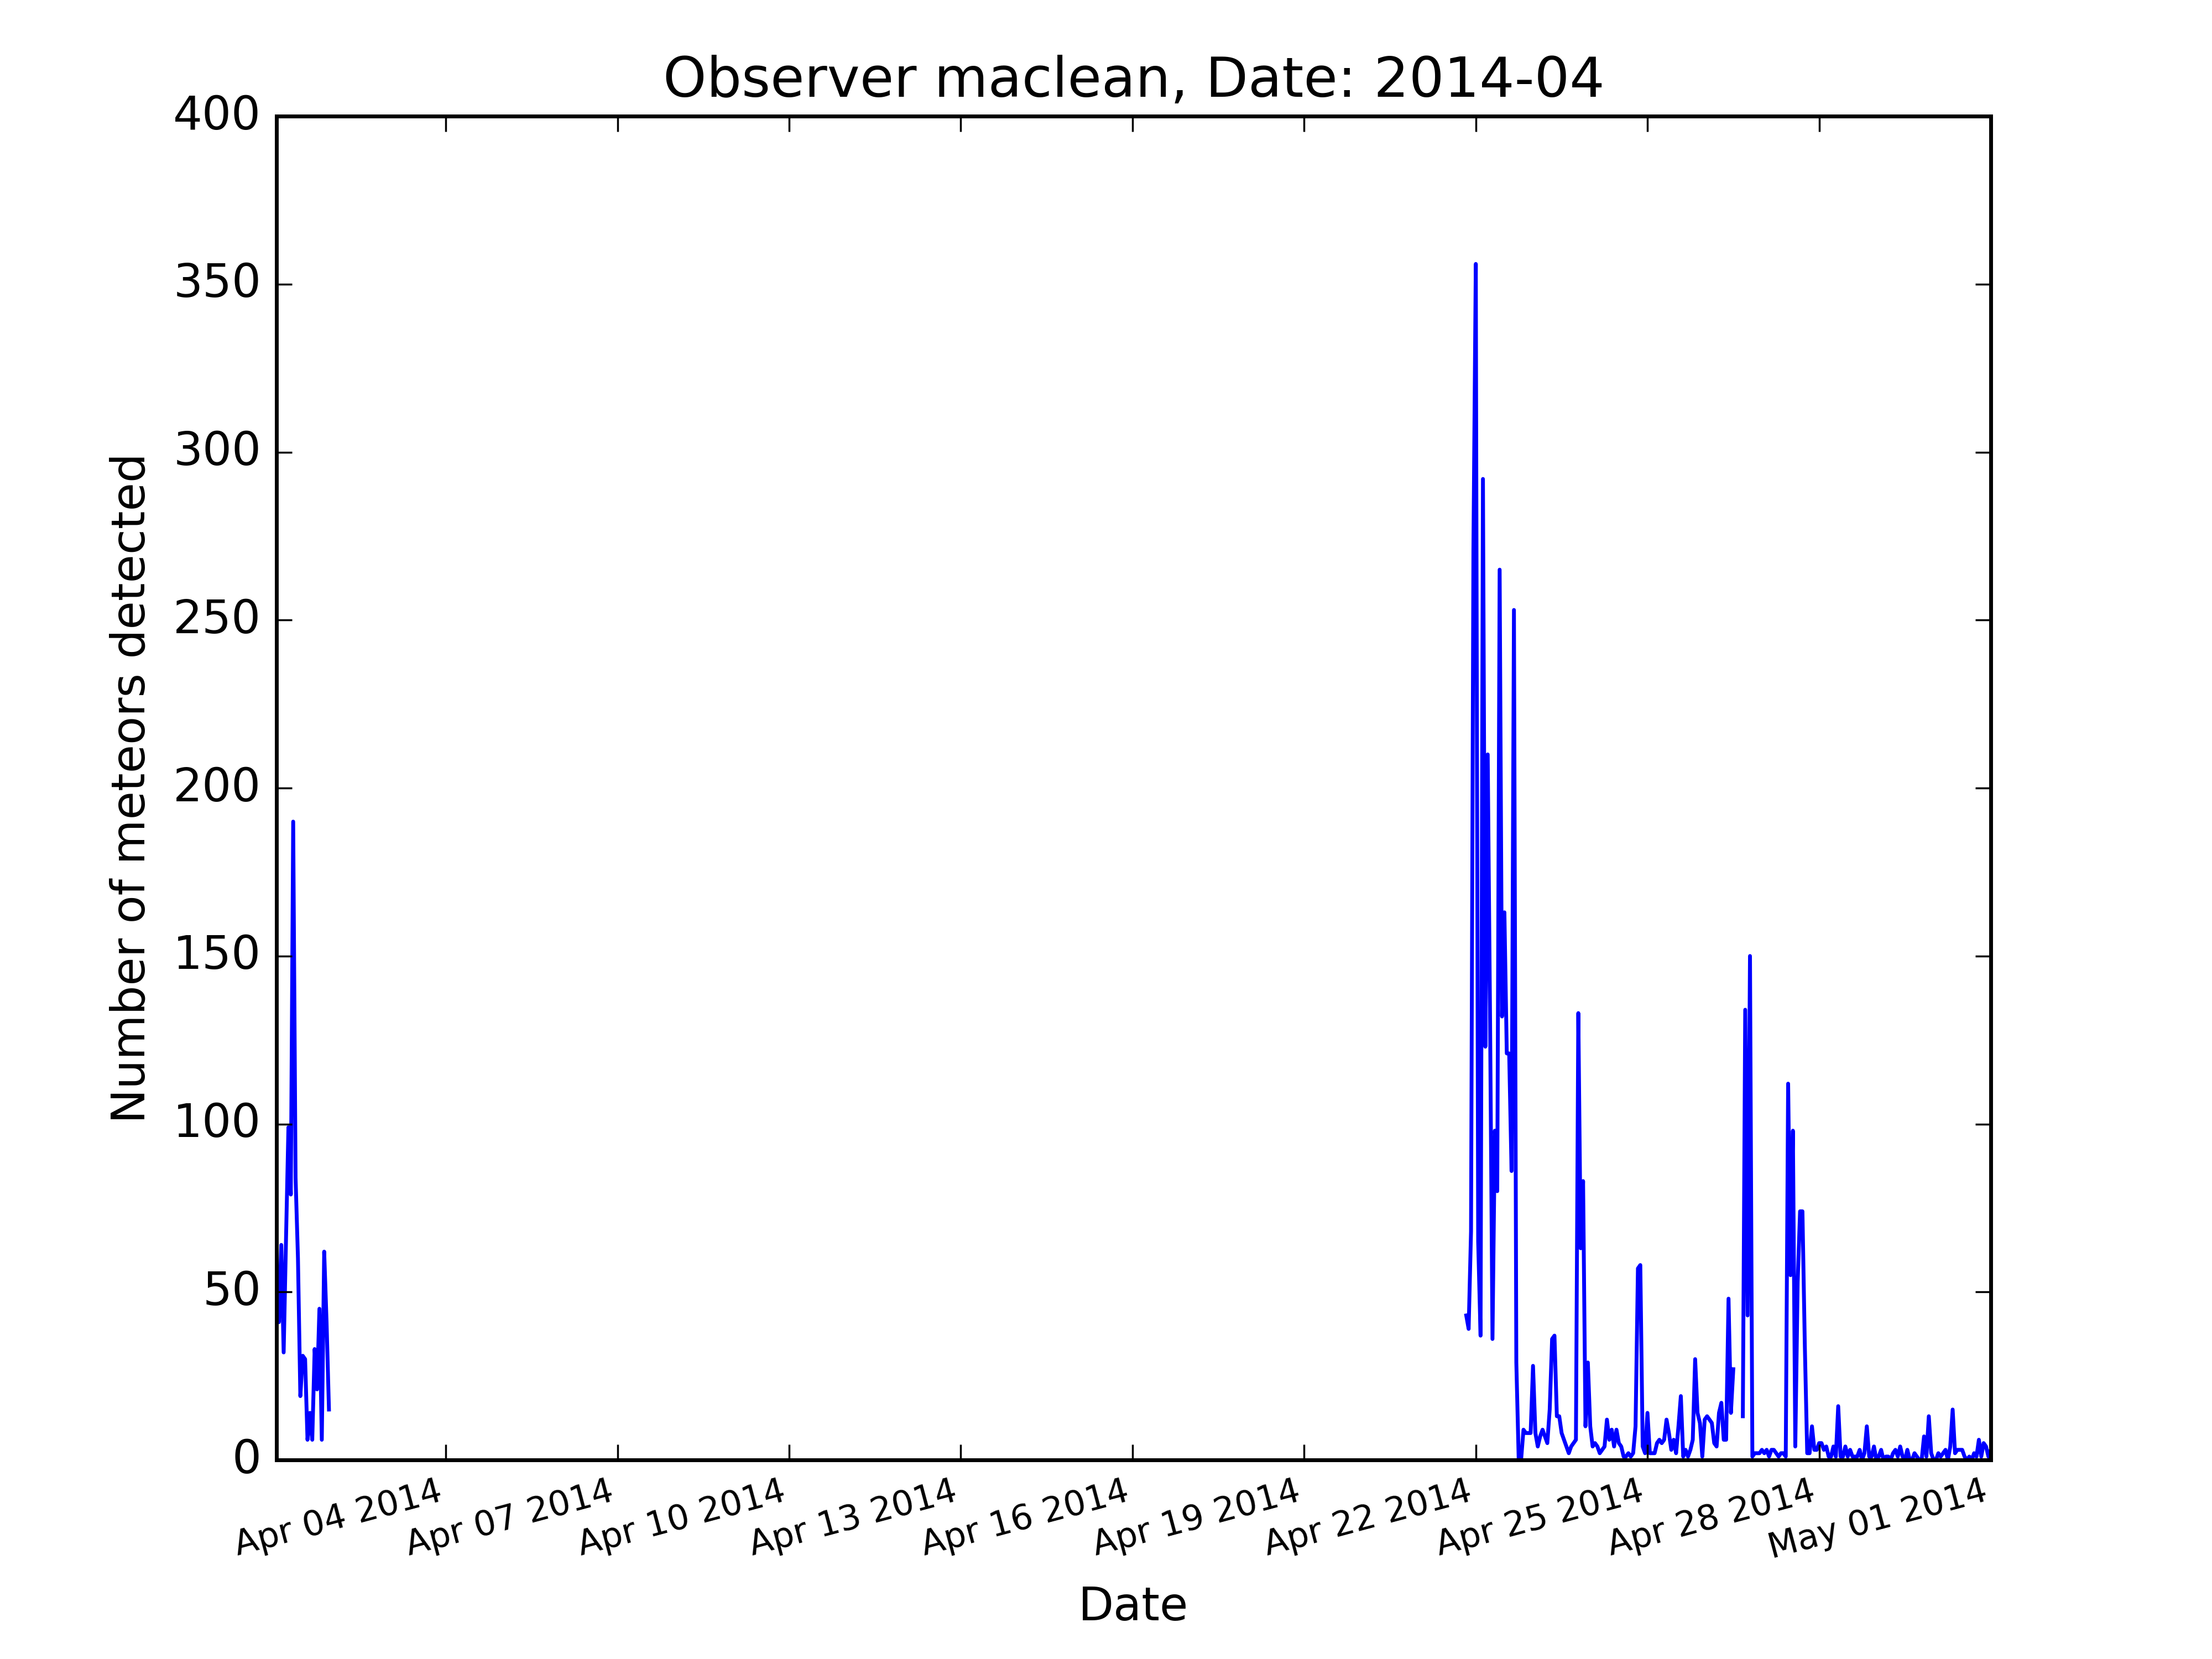 Observer maclean, Date: 2014-04
400
350
300
250
200
150
100
50
0
Number of meteors detected
Apr 04 2014
Apr 07 2014
Apr 10 2014
Apr 13 2014
Apr 16 2014
Apr 19 2014
Apr 22 2014
Apr 25 2014
Apr 28 2014
May 01 2014
Date